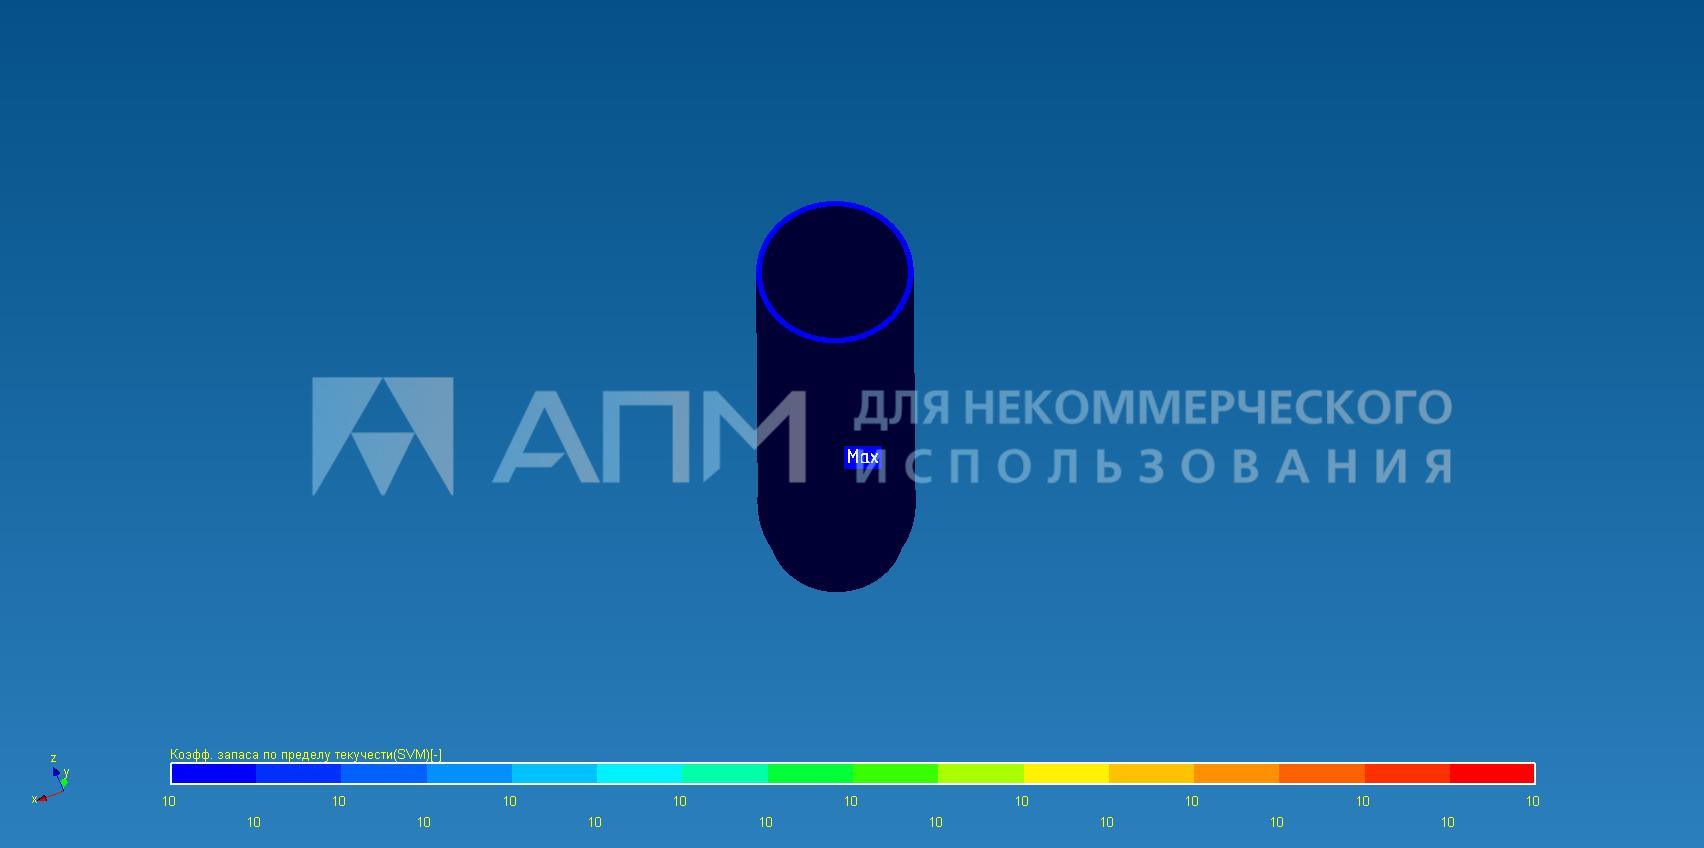 АПМ ДЛЯ НЕКОММЕРЧЕСКОГО
ИСПОЛЬЗОВАНИЯ
Max
Коэфф. запаса по пределу текучести(SVM)[-]
z
y
x
10 10 10 10 10 10 10 10 10
10 10 10 10 10 10 10 10